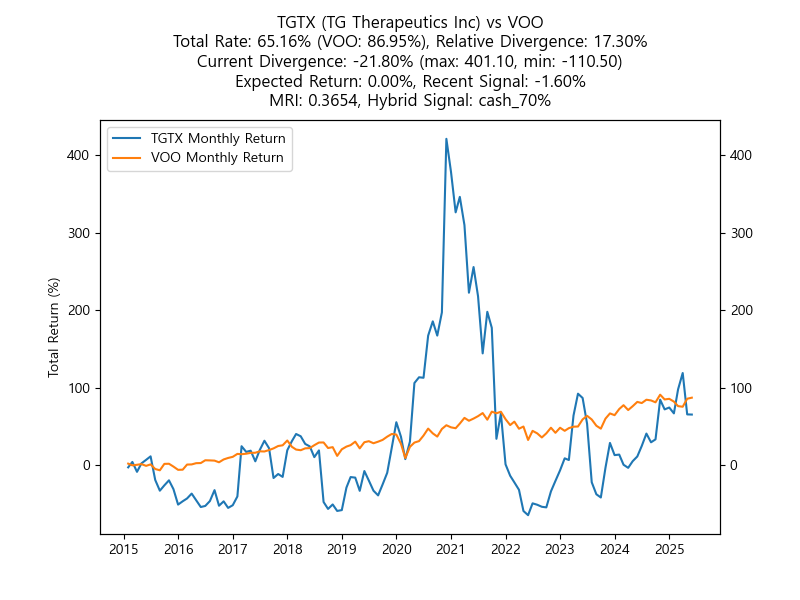 TGTX (TG Therapeutics Inc) vs VOO
Total Rate: 65.16% (VOO: 86.95%), Relative Divergence: 17.30%
Current Divergence: -21.80% (max: 401.10, min: -110.50)
Expected Return: 0.00%, Recent Signal: -1.60%
MRI: 0.3654, Hybrid Signal: cash_70%
TGTX Monthly Return
VOO Monthly Return
Total Return (%)
400
300
200
100
0
400
300
200
100
0
2015 2016 2017 2018 2019 2020 2021 2022 2023 2024 2025